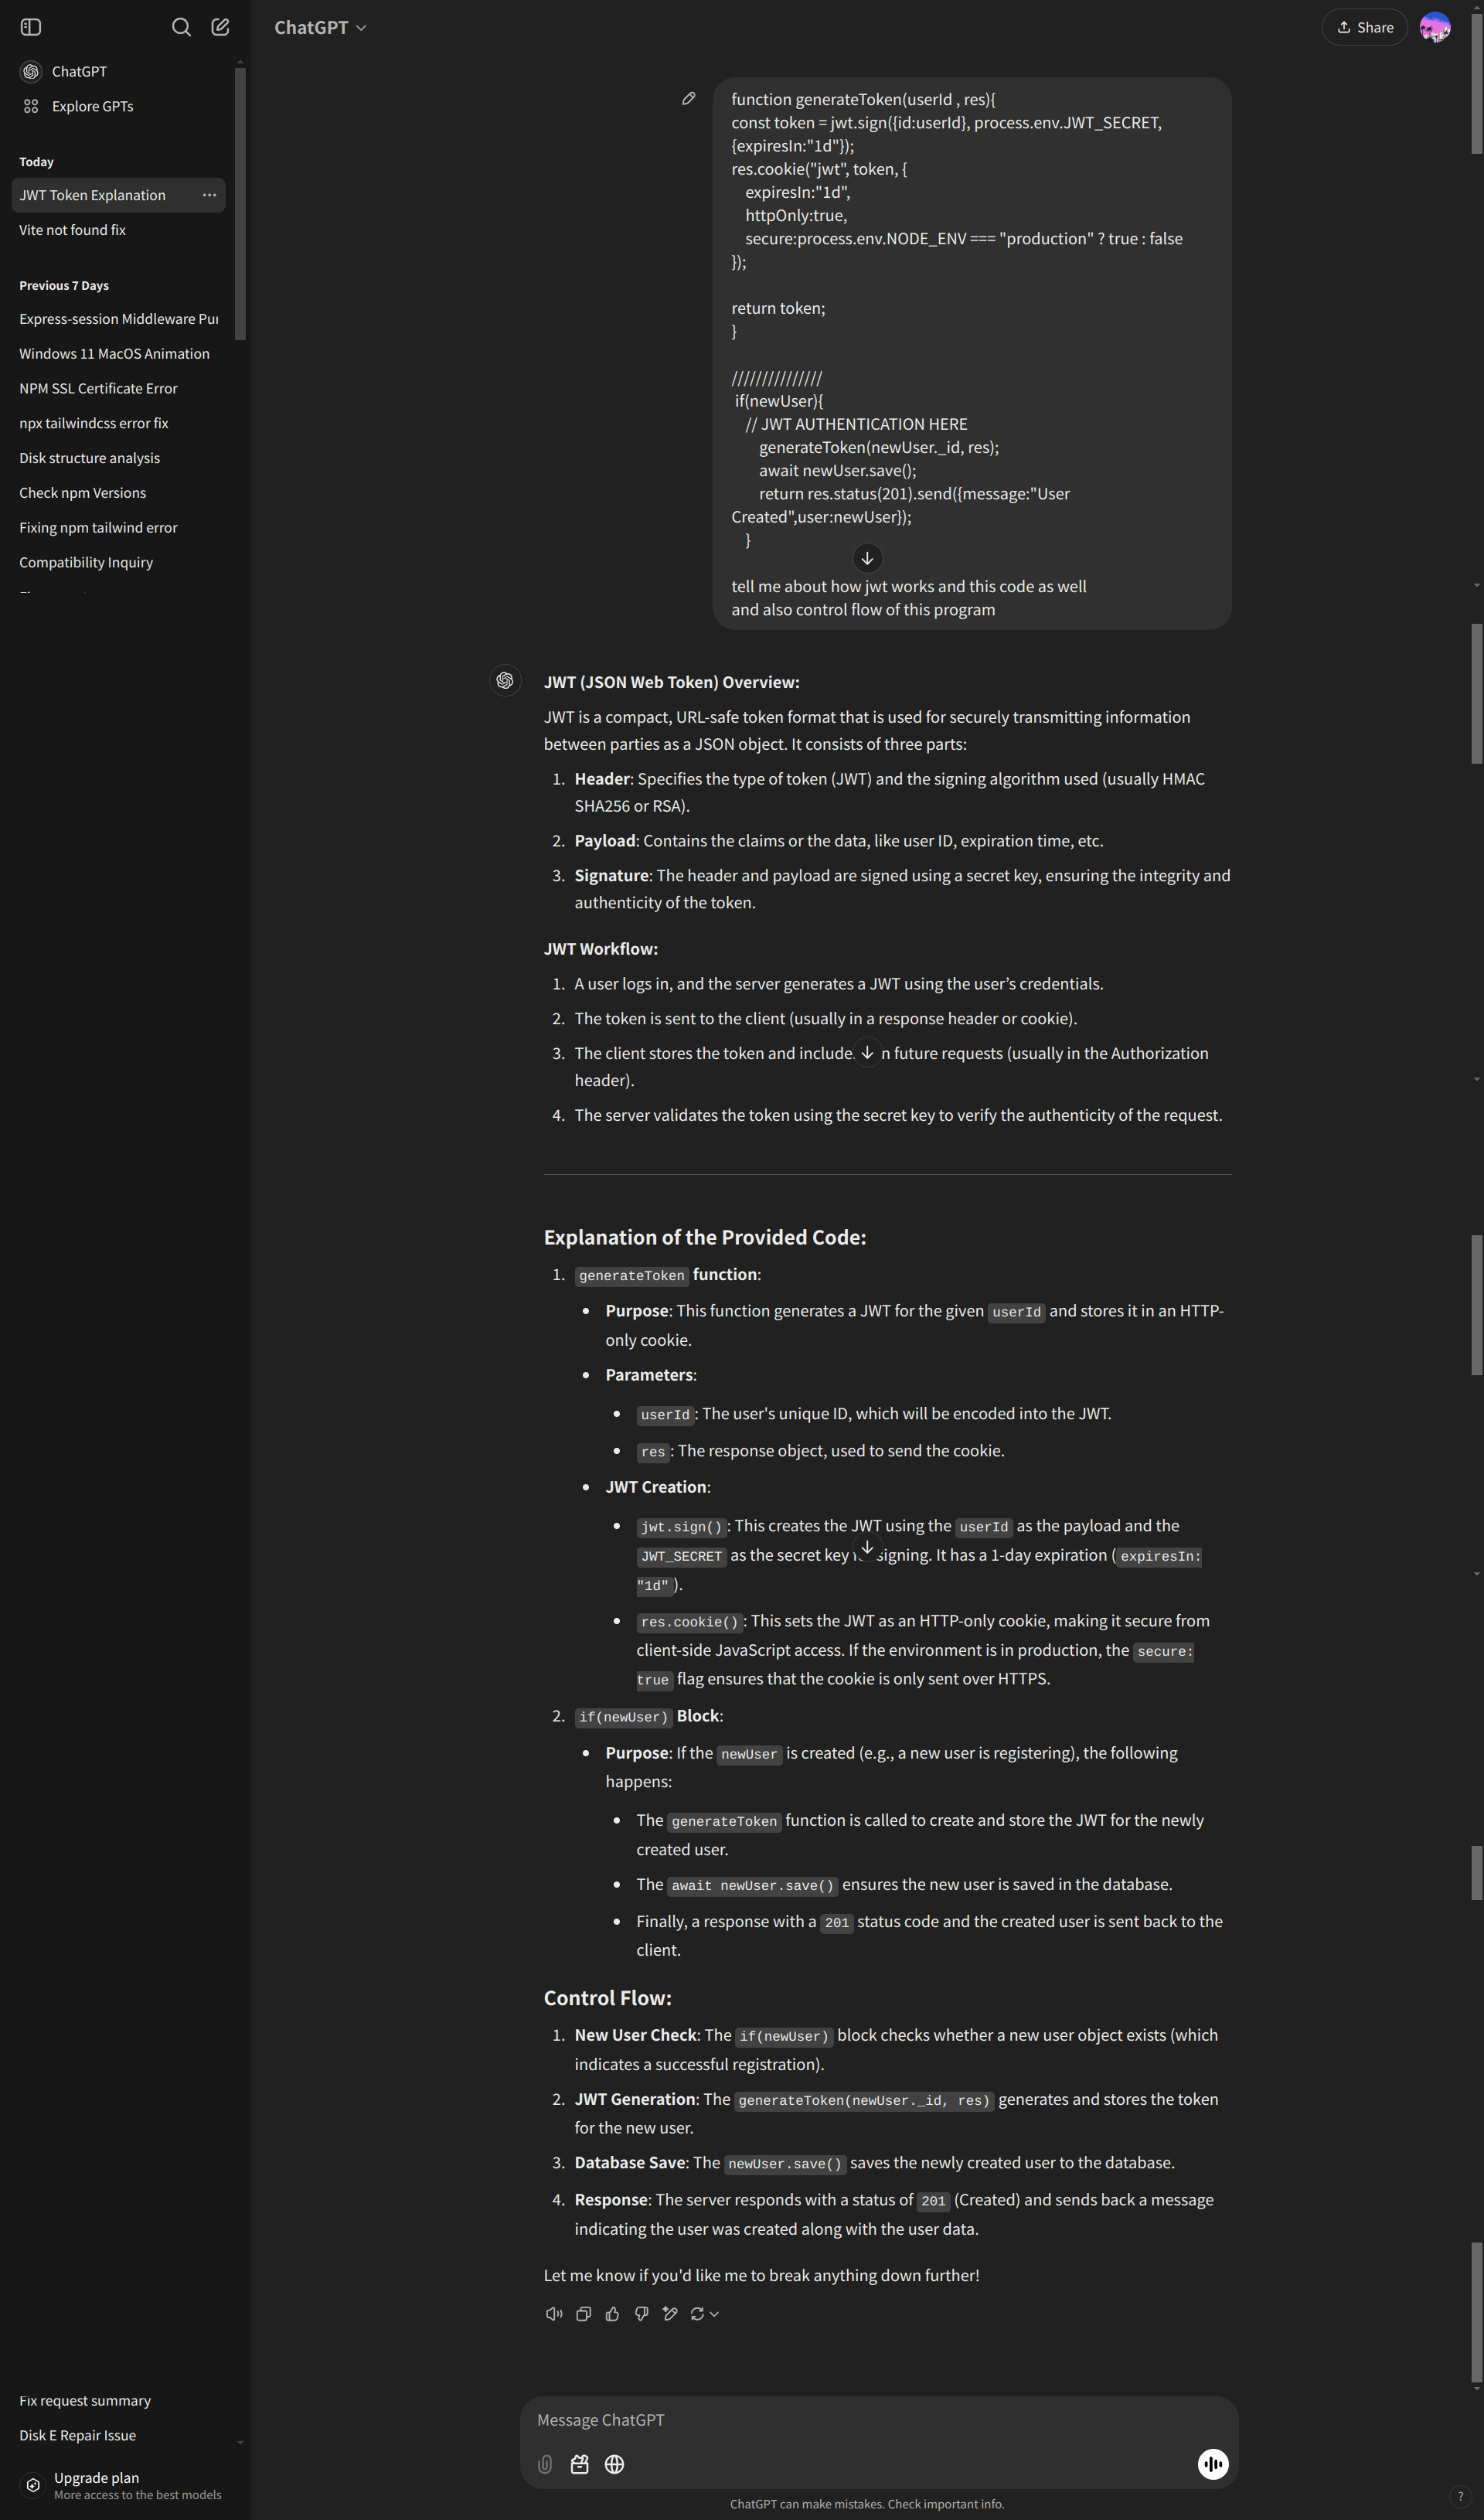 ChatGPT
Share
ChatGPT
Explore GPTs
Today
JWT Token Explanation
Vite not found fix
Previous 7 Days
Express-session Middleware
Windows 11 MacOS Animation
NPM SSL Certificate Error
npx tailwindcss error fix
Disk structure analysis
Check npm Versions
Fixing npm tailwind error
Compatibility Inquiry
function generateToken(userId , res){
const token = jwt.sign({id:userId}, process.env.JWT_SECRET,
{expiresIn:"1d"});
res.cookie("jwt", token, {
expiresIn:"1d",
httpOnly:true,
secure:process.env.NODE_ENV === "production" ? true : false
});
return token;
}
///////////////
if(newUser){
// JWT AUTHENTICATION HERE
generateToken(newUser._id, res);
await newUser.save();
return res.status(201).send({message:"User
Created",user:newUser});
}
tell me about how jwt works and this code as well
and also control flow of this program
JWT (JSON Web Token) Overview:
JWT is a compact, URL-safe token format that is used for securely transmitting information
between parties as a JSON object. It consists of three parts:
1. Header: Specifies the type of token (JWT) and the signing algorithm used (usually HMAC
SHA256 or RSA).
2. Payload: Contains the claims or the data, like user ID, expiration time, etc.
3. Signature: The header and payload are signed using a secret key, ensuring the integrity and
authenticity of the token.
JWT Workflow:
1. A user logs in, and the server generates a JWT using the user’s credentials.
2. The token is sent to the client (usually in a response header or cookie).
3. The client stores the token and include n future requests (usually in the Authorization
header).
4. The server validates the token using the secret key to verify the authenticity of the request.
Explanation of the Provided Code:
1. generateToken function:
• Purpose: This function generates a JWT for the given userId and stores it in an HTTP-
only cookie.
• Parameters:
• userId: The user's unique ID, which will be encoded into the JWT.
• res: The response object, used to send the cookie.
• JWT Creation:
• jwt.sign(): This creates the JWT using the userId as the payload and the
JWT_SECRET as the secret key signing. It has a 1-day expiration (expiresIn:
"1d").
• res.cookie(): This sets the JWT as an HTTP-only cookie, making it secure from
client-side JavaScript access. If the environment is in production, the secure:
true flag ensures that the cookie is only sent over HTTPS.
2. if(newUser) Block:
• Purpose: If the newUser is created (e.g., a new user is registering), the following
happens:
• The generateToken function is called to create and store the JWT for the newly
created user.
• The await newUser.save() ensures the new user is saved in the database.
• Finally, a response with a 201 status code and the created user is sent back to the
client.
Control Flow:
1. New User Check: The if(newUser) block checks whether a new user object exists (which
indicates a successful registration).
2. JWT Generation: The generateToken(newUser._id, res) generates and stores the token
for the new user.
3. Database Save: The newUser.save() saves the newly created user to the database.
4. Response: The server responds with a status of 201 (Created) and sends back a message
indicating the user was created along with the user data.
Let me know if you'd like me to break anything down further!
Fix request summary
Disk E Repair Issue
Upgrade plan
More access to the best models
Message ChatGPT
ChatGPT can make mistakes. Check important info.
?